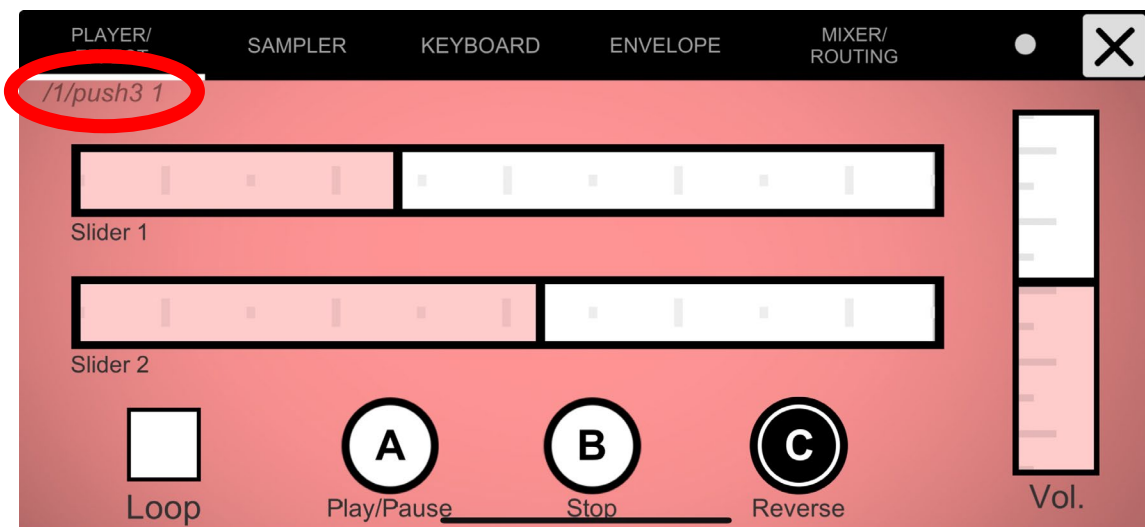 PLAYER/
SAMPLER
KEYBOARD
ENVELOPE
MIXER/
ROUTING
/1/push3 1
Slider 1
Slider 2
A
B
C
Loop
Play/Pause
Stop
Reverse
Vol.